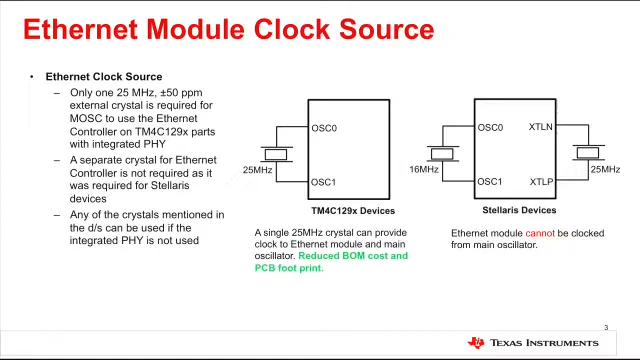 Ethernet Module Clock Source
• Ethernet Clock Source
– Only one 25 MHz, ±50 ppm
external crystal is required for
MOSC to use the Ethernet
Controller on TM4C129x parts
with integrated PHY
– A separate crystal for Ethernet
Controller is not required as it
was required for Stellaris
devices
– Any of the crystals mentioned in
the d/s can be used if the
integrated PHY is not used
OSC0
25MHz
OSC1
TM4C129x Devices
A single 25MHz crystal can provide
clock to Ethernet module and main
oscillator. Reduced BOM cost and
PCB foot print.
OSC0 XTLN
16MHz 25MHz
OSC1 XTLP
Stellaris Devices
Ethernet module cannot be clocked
from main oscillator.
3
TEXAS INSTRUMENTS